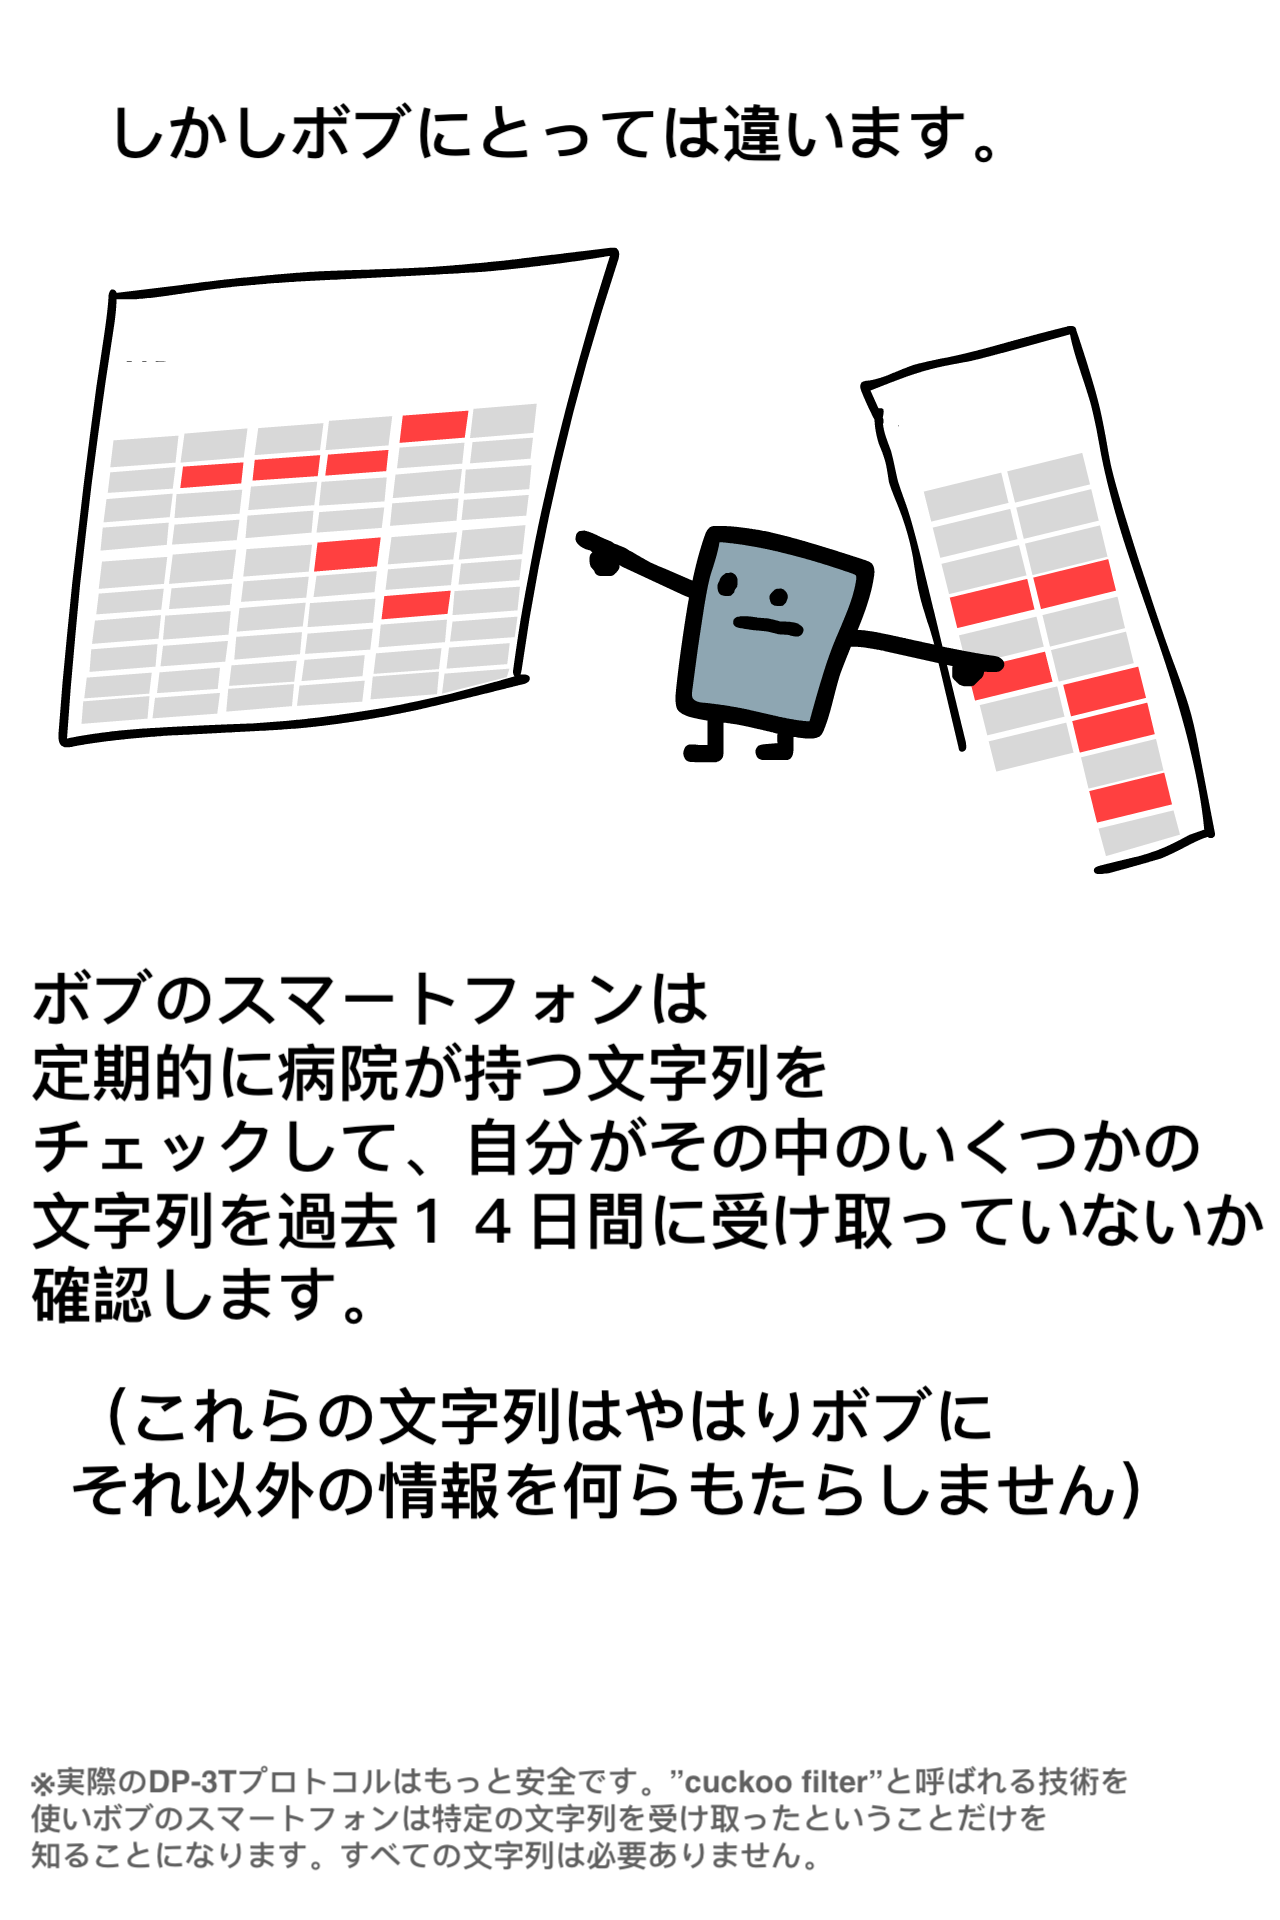 しかしボブにとっては違います。
ボブのスマートフォンは
定期的に病院が持つ文字列を
チェックして、自分がその中のいくつかの
文字列を過去１４日間に受け取っていないか
確認します。
（これらの文字列はやはりボブに
それ以外の情報を何らもたらしません）
※実際のDP-3Tプロトコルはもっと安全です。”cuckoo filter”と呼ばれる技術を
使いボブのスマートフォンは特定の文字列を受け取ったということだけを
知ることになります。すべての文字列は必要ありません。